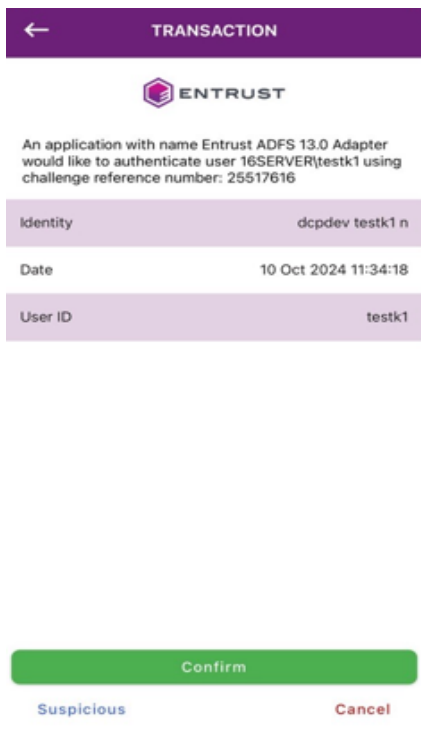 TRANSACTION
ENTRUST
An application with name Entrust ADFS 13.0 Adapter
would like to authenticate user 16SERVER\testk1 using
challenge reference number: 25517616
Identity dcpdev testk1 n
Date 10 Oct 2024 11:34:18
User ID testk1
Confirm
Suspicious Cancel